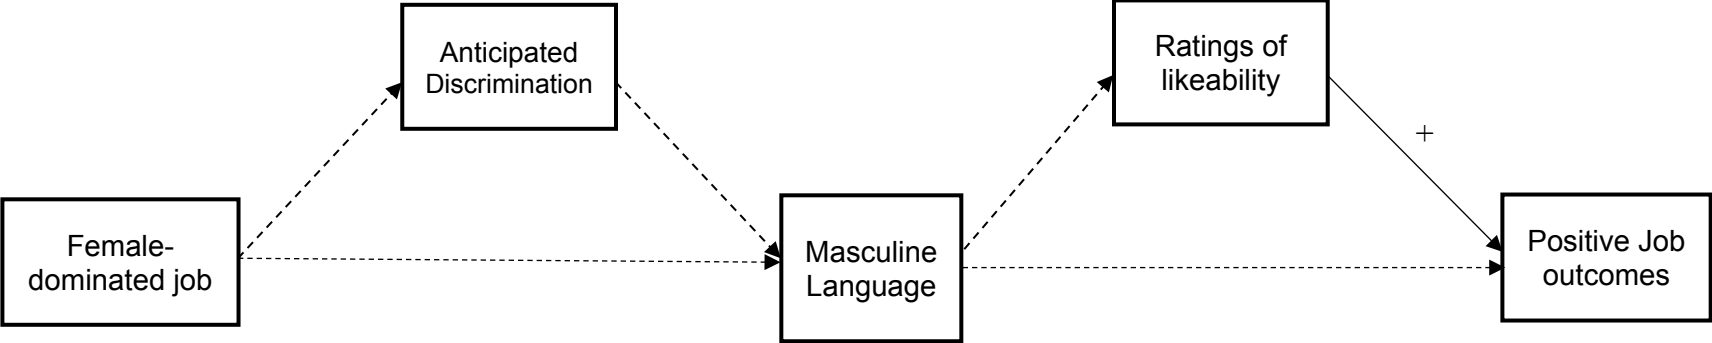 Anticipated
Discrimination
Ratings of
likeability
+
Female-
dominated job
Masculine
Language
Positive Job
outcomes